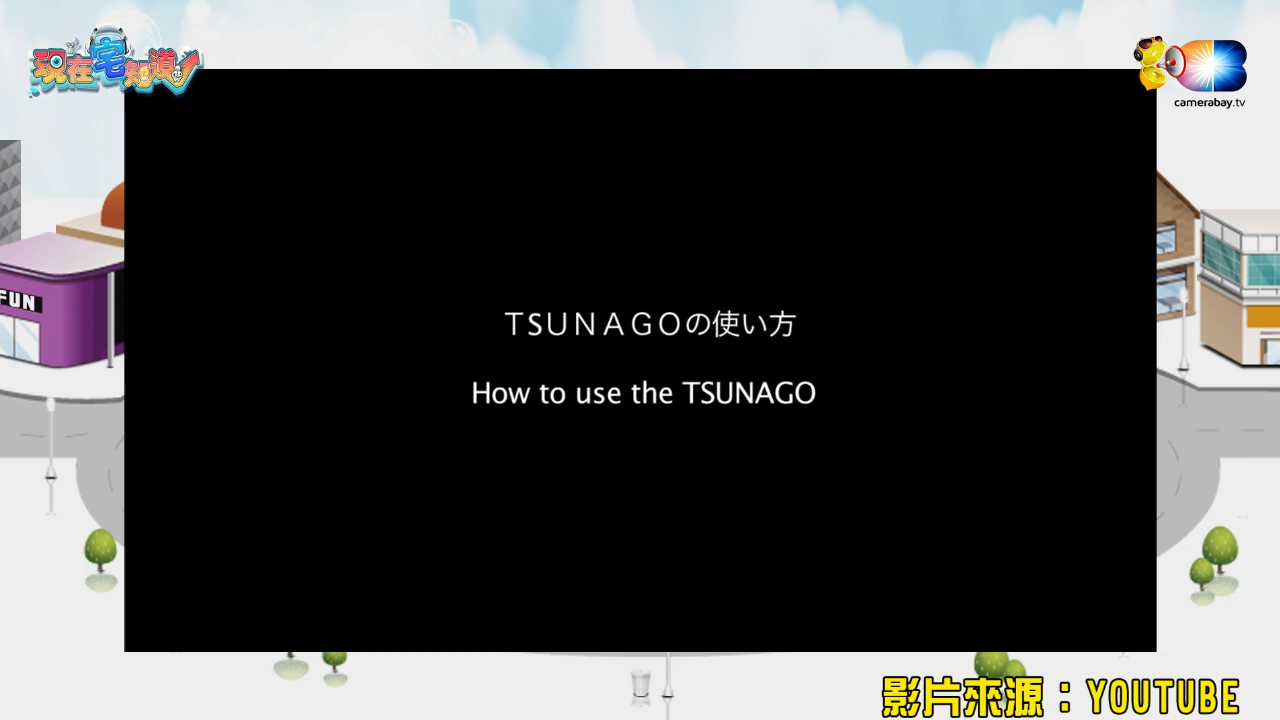 現在宅知道
camerabay.tv
FUN
ＴＳＵＮＡＧＯの使い方
How to use the TSUNAGO
影片來源：YOUTUBE